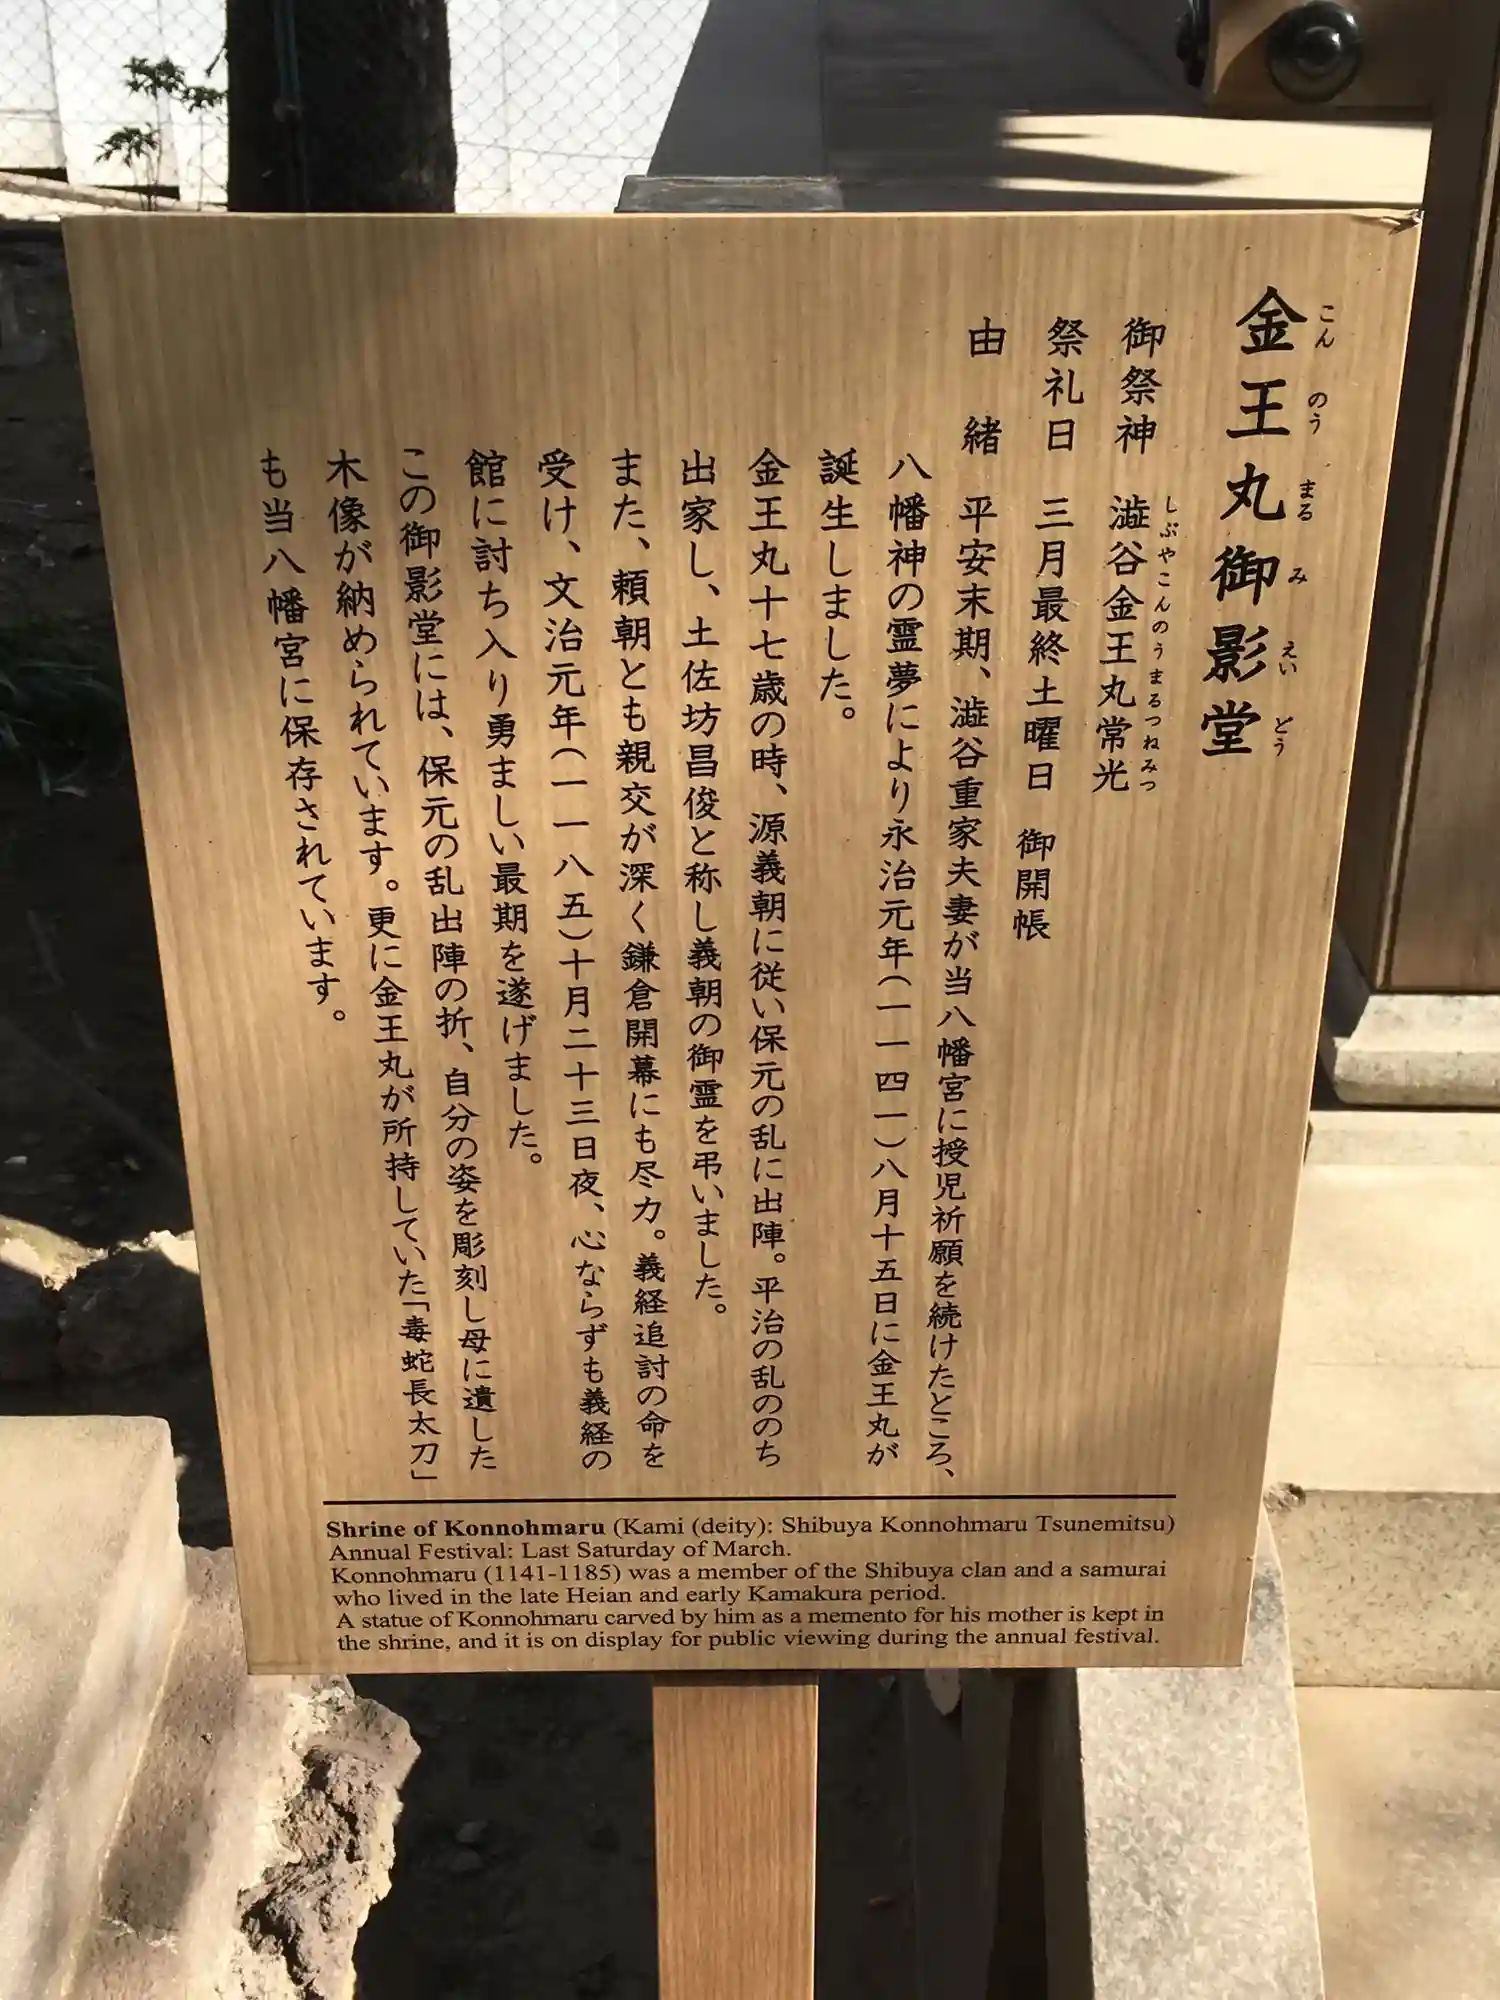 金王丸御影堂
こんのうまるみえいどう
御祭神 澁谷金王丸常光
しぶやこんのうまるつねみつ
祭礼日 三月最終土曜日 御開帳
由緒 平安末期、澁谷重家夫妻が当八幡宮に授児祈願を続けたところ、
八幡神の霊夢により永治元年(一一四一)八月十五日に金王丸が
誕生しました。
金王丸十七歳の時、源義朝に従い保元の乱に出陣。平治の乱ののち
出家し、土佐坊昌俊と称し義朝の御霊を弔いました。
また、頼朝とも親交が深く鎌倉開幕にも尽力。義経追討の命を
受け、文治元年(一一八五)十月二十三日夜、心ならずも義経の
館に討ち入り勇ましい最期を遂げました。
この御影堂には、保元の乱出陣の折、自分の姿を彫刻し母に遺した
木像が納められています。更に金王丸が所持していた「毒蛇長太刀」
も当八幡宮に保存されています。
Shrine of Konnohmaru (Kami (deity): Shibuya Konnohmaru Tsunemitsu)
Annual Festival: Last Saturday of March.
Konnohmaru (1141-1185) was a member of the Shibuya clan and a samurai
who lived in the late Heian and early Kamakura period.
A statue of Konnohmaru carved by him as a memento for his mother is kept in
the shrine, and it is on display for public viewing during the annual festival.